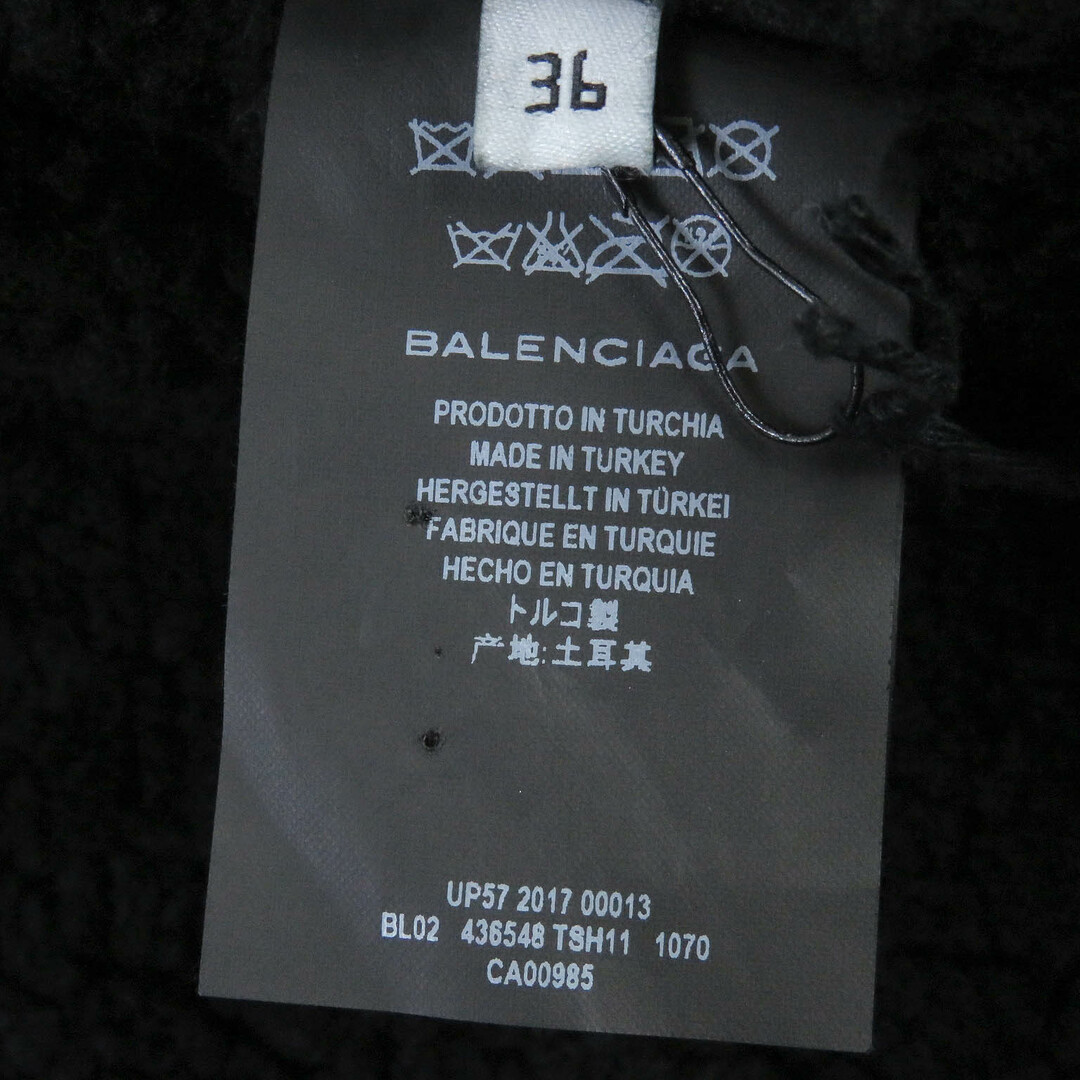 36
BALENCIAGA
PRODOTTO IN TURCHIA
MADE IN TURKEY
HERGESTELLT IN TÜRKEI
FABRIQUE EN TURQUIE
HECHO EN TURQUIA
トルコ製
产地:土耳其
UP57 2017 00013
BL02 436548 TSH11 1070
CA00985